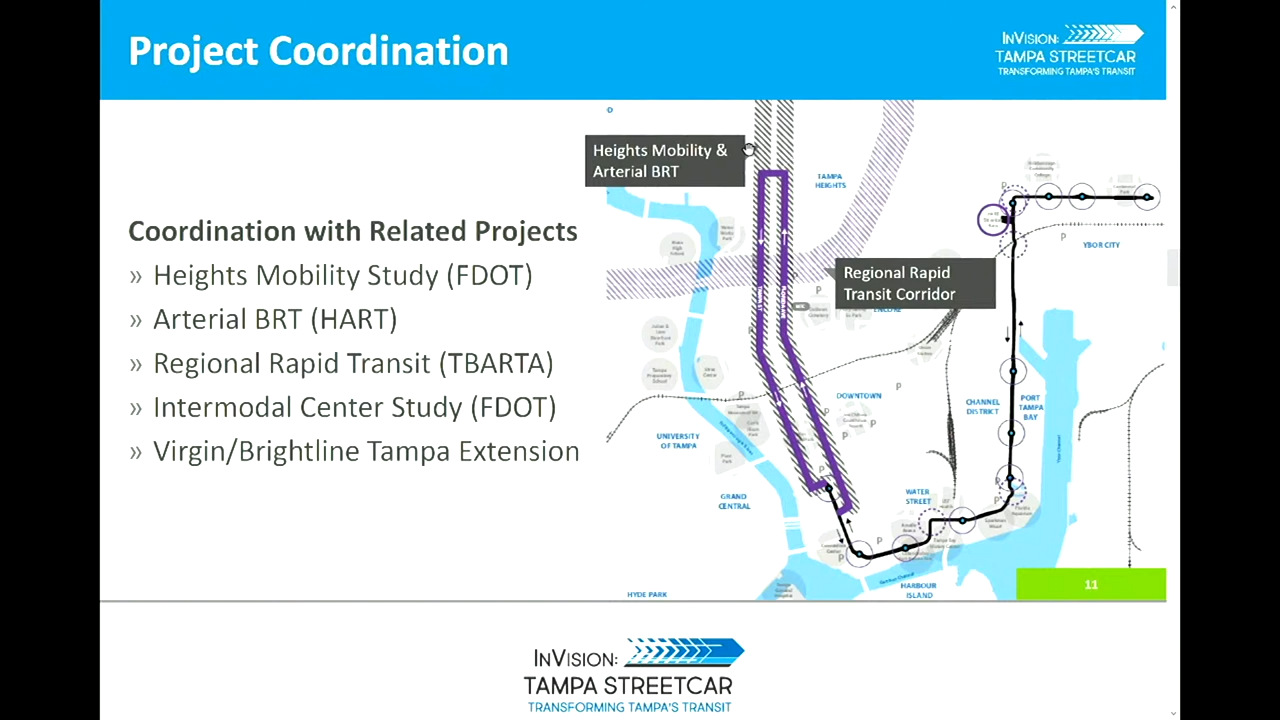 Project Coordination
INVISION:
TAMPA STREETCAR
TRANSFORMING TAMPA'S TRANSIT
Coordination with Related Projects
» Heights Mobility Study (FDOT)
» Arterial BRT (HART)
» Regional Rapid Transit (TBARTA)
» Intermodal Center Study (FDOT)
» Virgin/Brightline Tampa Extension
Heights Mobility &
Arterial BRT
TAMPA
HEIGHTS
Regional Rapid
Transit Corridor
YBOR CITY
ENCORE
DOWNTOWN
CHANNEL
DISTRICT
PORT
TAMPA
BAY
UNIVERSITY
OF TAMPA
GRAND
CENTRAL
WATER
STREET
HARBOUR
ISLAND
HYDE PARK
P
P
P
P
P
P
P
P
P
P
P
11
INVISION:
TAMPA STREETCAR
TRANSFORMING TAMPA'S TRANSIT